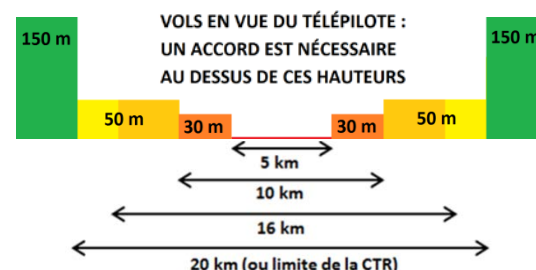 VOLS EN VUE DU TÉLÉPILOTE :
UN ACCORD EST NÉCESSAIRE
AU DESSUS DE CES HAUTEURS
150 m
150 m
50 m
30 m
30 m
50 m
5 km
10 km
16 km
20 km (ou limite de la CTR)